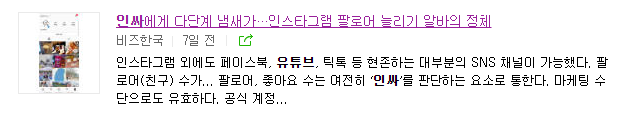 인싸에게 다단계 냄새가…인스타그램 팔로어 늘리기 알바의 정체
비즈한국 | 7일 전 |
인스타그램 외에도 페이스북, 유튜브, 틱톡 등 현존하는 대부분의 SNS 채널이 가능했다. 팔
로어(친구) 수가... 팔로어, 좋아요 수는 여전히 '인싸'를 판단하는 요소로 통한다. 마케팅 수
단으로도 유효하다. 공식 계정...